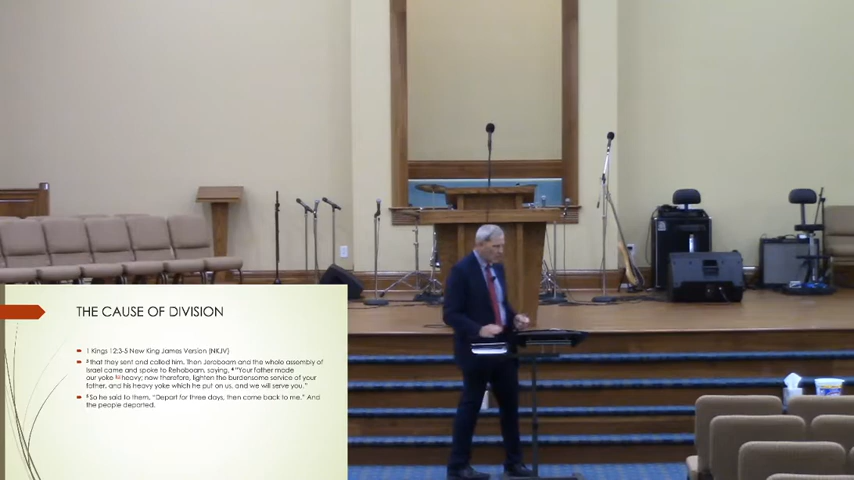 THE CAUSE OF DIVISION
1 Kings 12:3-5 New King James Version (NKJV)
3 that they sent and called him. Then Jeroboam and the whole assembly of
Israel came and spoke to Rehoboam, saying, 4 "Your father made
our yoke heavy; now therefore, lighten the burdensome service of your
father, and his heavy yoke which he put on us, and we will serve you."
5 So he said to them, "Depart for three days, then come back to me." And
the people departed.